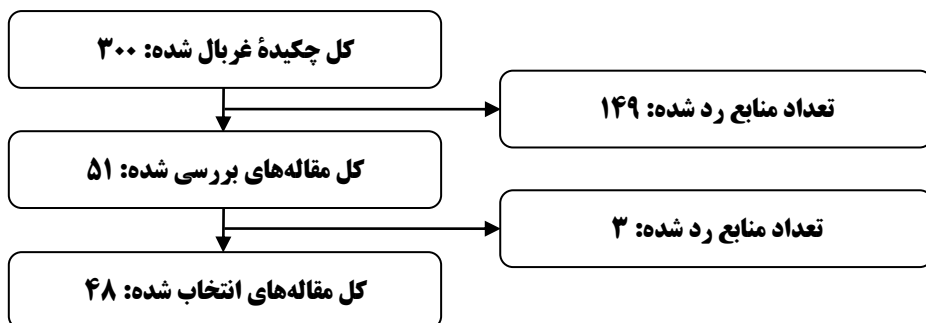 کل چکیدهٔ غربال شده: ۳۰۰
تعداد منابع رد شده: ۱۴۹
کل مقاله‌های بررسی شده: ۵۱
تعداد منابع رد شده: ۳
کل مقاله‌های انتخاب شده: ۴۸